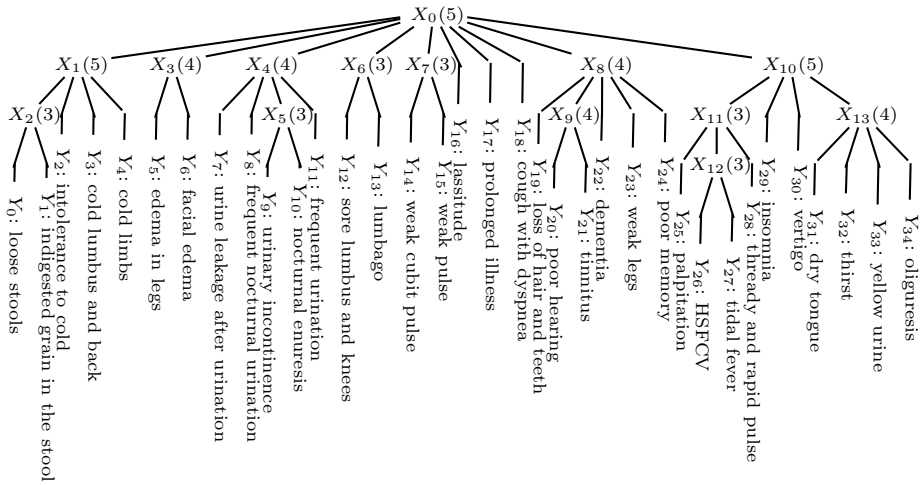 X0(5)
X1(5)
X3(4)
X4(4)
X6(3)
X7(3)
X8(4)
X10(5)
X2(3)
X5(3)
X9(4)
X11(3)
X13(4)
X12(3)
Y0: loose stools
Y1: indigested grain in the stool
Y2: intolerance to cold
Y3: cold lumbus and back
Y4: cold limbs
Y5: edema in legs
Y6: facial edema
Y7: urine leakage after urination
Y8: frequent nocturnal urination
Y9: urinary incontinence
Y10: nocturnal enuresis
Y11: frequent urination
Y12: sore lumbus and knees
Y13: lumbago
Y14: weak cubit pulse
Y15: weak pulse
Y16: lassitude
Y17: prolonged illness
Y18: cough with dyspnea
Y19: loss of hair and teeth
Y20: poor hearing
Y21: tinnitus
Y22: dementia
Y23: weak legs
Y24: poor memory
Y25: palpitation
Y26: HSFCV
Y27: tidal fever
Y28: thready and rapid pulse
Y29: insomnia
Y30: vertigo
Y31: dry tongue
Y32: thirst
Y33: yellow urine
Y34: oliguresis